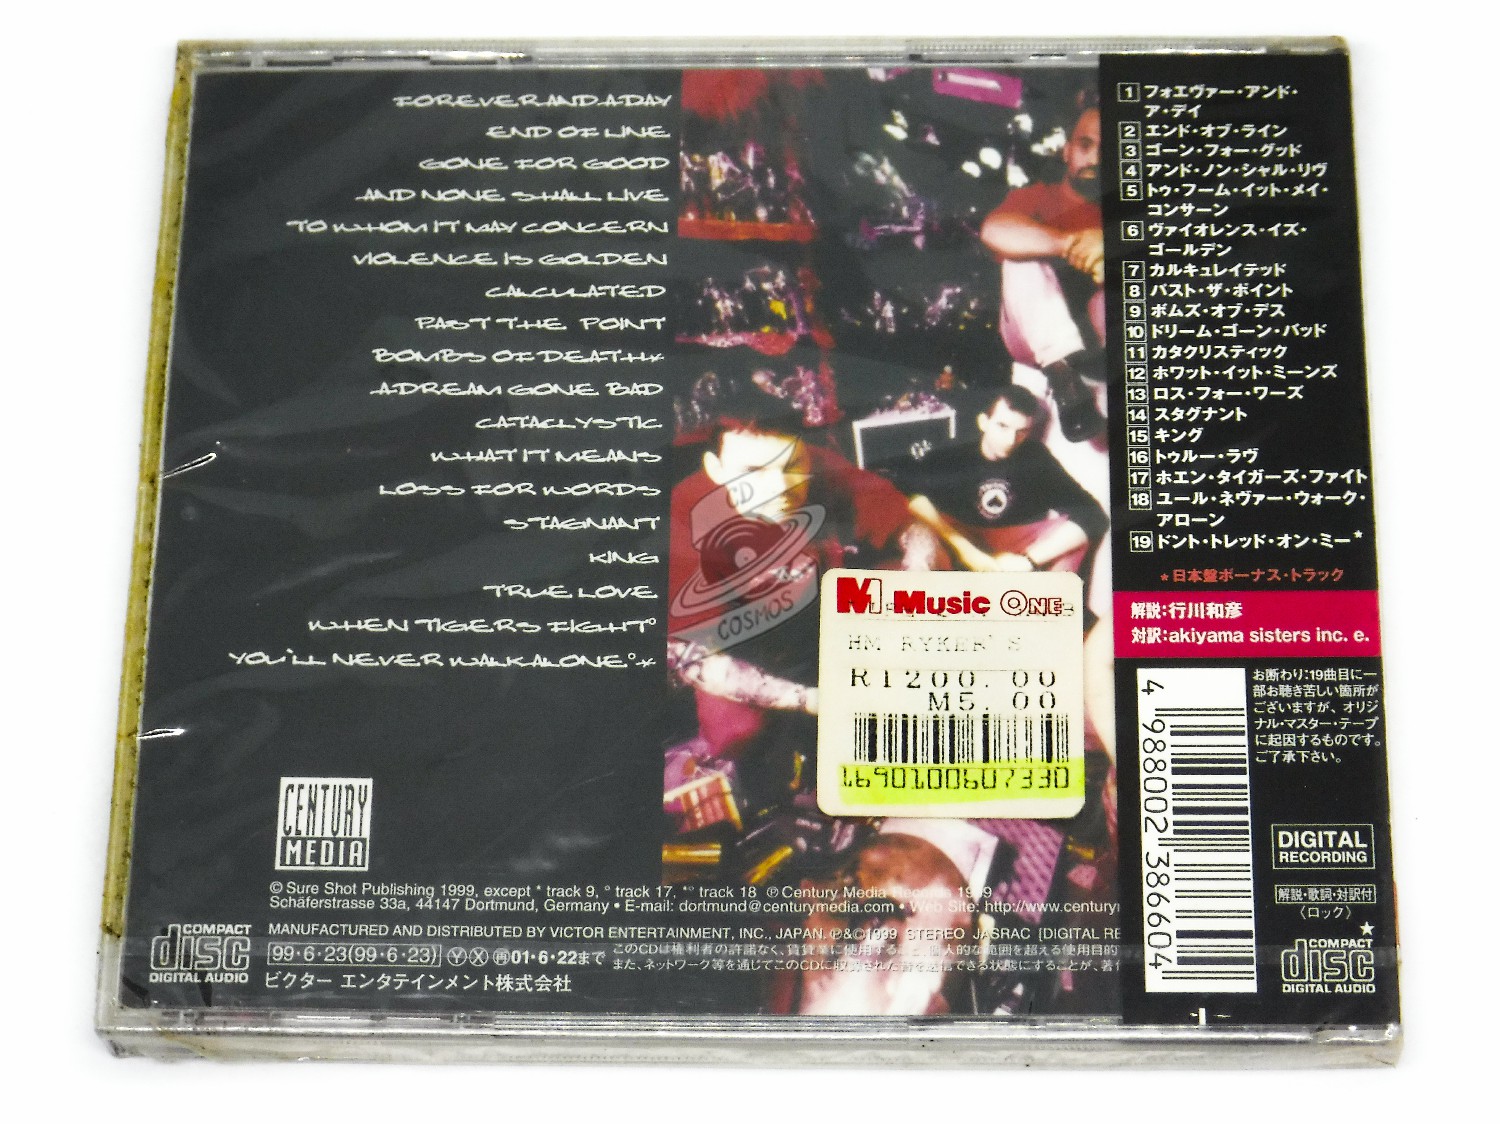 FOREVER AND A DAY
END OF LINE
GONE FOR GOOD
AND NONE SHALL LIVE
TO WHOM IT MAY CONCERN
VIOLENCE IS GOLDEN
CALCULATED
PAST THE POINT
BOMBS OF DEATH*
A DREAM GONE BAD
CATACLYSTIC
WHAT IT MEANS
LOSS FOR WORDS
STAGNANT
KING
TRUE LOVE
WHEN TIGERS FIGHT°
YOU'LL NEVER WALK ALONE°*
CENTURY
MEDIA
© Sure Shot Publishing 1999, except * track 9, ° track 17, *° track 18 ℗ Century Media Records 1999
Schäferstrasse 33a, 44147 Dortmund, Germany • E-mail: dortmund@centurymedia.com • Web Site: http://www.century
MANUFACTURED AND DISTRIBUTED BY VICTOR ENTERTAINMENT, INC., JAPAN. ℗&©1999 STEREO JASRAC [DIGITAL RE
99・6・23(99・6・23) Ⓨ Ⓧ ㊢01・6・22まで
このCDは権利者の許諾なく、賃貸業に使用すること、個人的な範囲を超える使用目的
また、ネットワーク等を通じてこのCDに収録された音を送信できる状態にすることが、著作
ビクター エンタテインメント株式会社
COMPACT
disc
DIGITAL AUDIO
CD
COSMOS
M1 Music ONE
HM RYKER'S
R1200.00
M5.00
1690100607330
1 フォエヴァー・アンド・
ア・デイ
2 エンド・オブ・ライン
3 ゴーン・フォー・グッド
4 アンド・ノン・シャル・リヴ
5 トゥ・フーム・イット・メイ・
コンサーン
6 ヴァイオレンス・イズ・
ゴールデン
7 カルキュレイテッド
8 パスト・ザ・ポイント
9 ボムズ・オブ・デス
10 ドリーム・ゴーン・バッド
11 カタクリスティック
12 ホワット・イット・ミーンズ
13 ロス・フォー・ワーズ
14 スタグナント
15 キング
16 トゥルー・ラヴ
17 ホエン・タイガーズ・ファイト
18 ユール・ネヴァー・ウォーク・
アローン
19 ドント・トレッド・オン・ミー*
*日本盤ボーナス・トラック
解説:行川和彦
対訳:akiyama sisters inc. e.
お断わり:19曲目に一
部お聴き苦しい箇所が
ございますが、オリジ
ナル・マスター・テープ
に起因するものです。
ご了承下さい。
4 988002 386604
DIGITAL
RECORDING
解説・歌詞・対訳付
〈ロック〉
★
COMPACT
disc
DIGITAL AUDIO